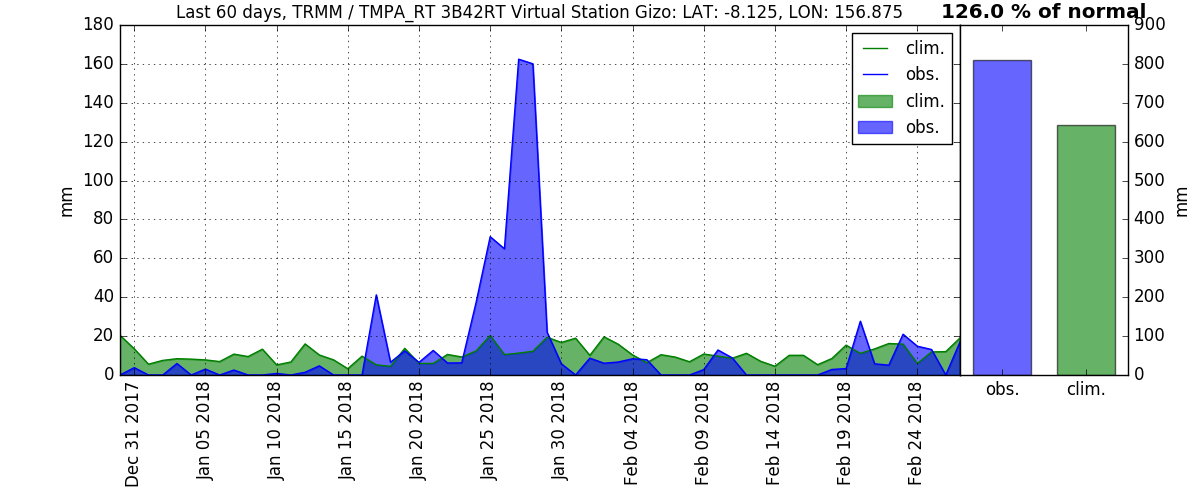 Last 60 days, TRMM / TMPA_RT 3B42RT Virtual Station Gizo: LAT: -8.125, LON: 156.875
126.0 % of normal
180
160
140
120
100
80
60
40
20
0
mm
clim.
obs.
clim.
obs.
900
800
700
600
500
400
300
200
100
0
mm
Dec 31 2017
Jan 05 2018
Jan 10 2018
Jan 15 2018
Jan 20 2018
Jan 25 2018
Jan 30 2018
Feb 04 2018
Feb 09 2018
Feb 14 2018
Feb 19 2018
Feb 24 2018
obs.
clim.